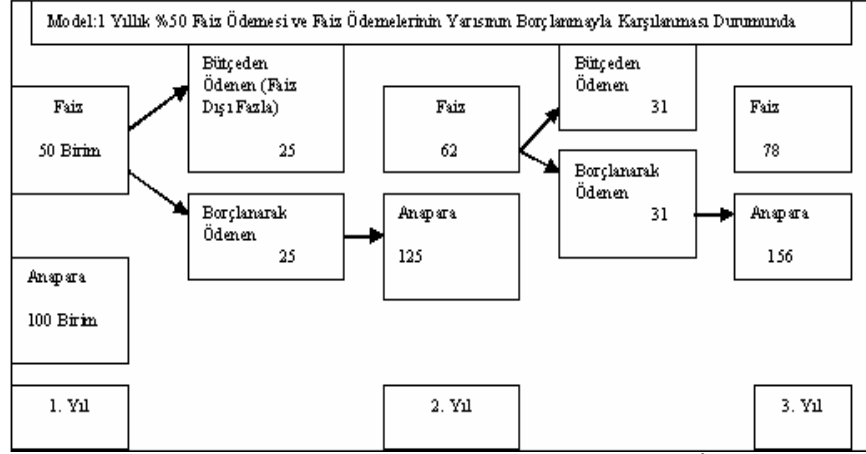 Model:1 Yıllık %50 Faiz Ödemesi ve Faiz Ödemelerinin Yarısının Borçlanmayla Karşılanması Durumunda
Faiz
50 Birim
Anapara
100 Birim
1. Yıl
Bütçeden
Ödenen (Faiz
Dışı Fazla)
25
Borçlanarak
Ödenen
25
Faiz
62
Anapara
125
2. Yıl
Bütçeden
Ödenen
31
Borçlanarak
Ödenen
31
Faiz
78
Anapara
156
3. Yıl